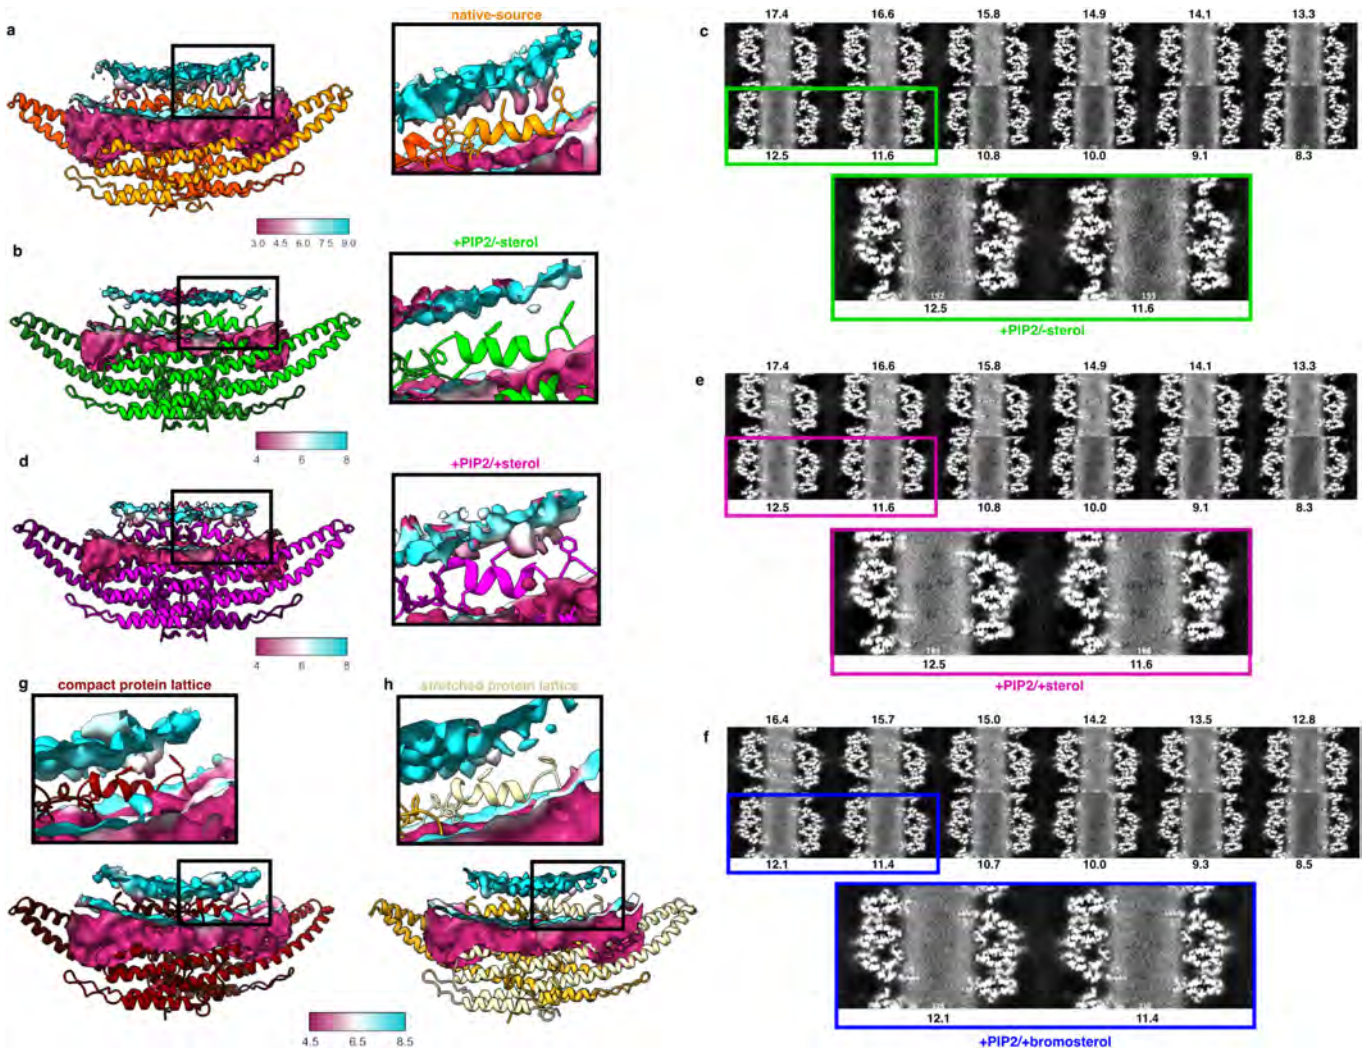 a
native-source
3.0 4.5 6.0 7.5 9.0
b
+PIP2/-sterol
4 6 8
d
+PIP2/+sterol
4 6 8
g
compact protein lattice
h
stretched protein lattice
4.5 6.5 8.5
c
17.4 16.6 15.8 14.9 14.1 13.3
12.5 11.6 10.8 10.0 9.1 8.3
12.5 11.6
+PIP2/-sterol
e
17.4 16.6 15.8 14.9 14.1 13.3
12.5 11.6 10.8 10.0 9.1 8.3
12.5 11.6
+PIP2/+sterol
f
16.4 15.7 15.0 14.2 13.5 12.8
12.1 11.4 10.7 10.0 9.3 8.5
12.1 11.4
+PIP2/+bromosterol